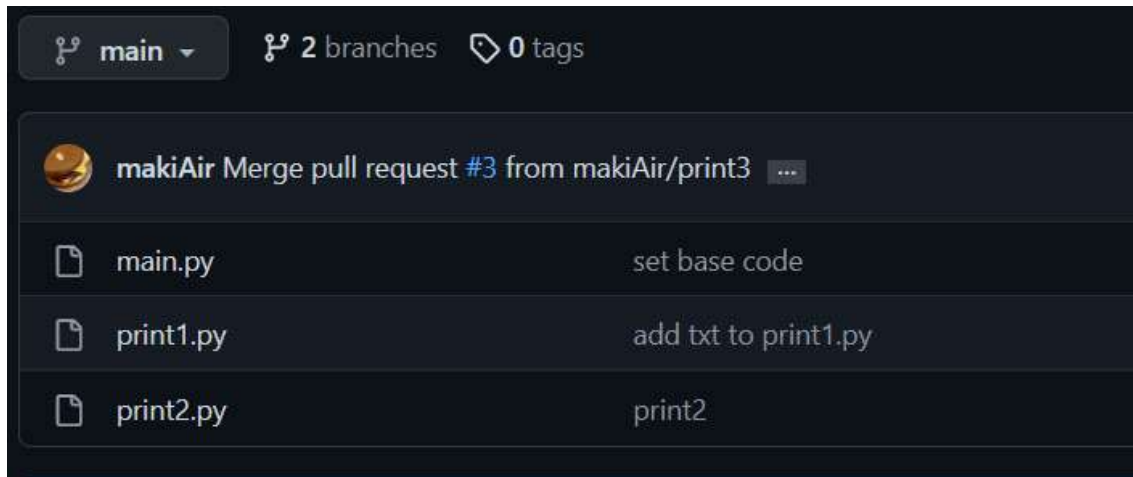 main 2 branches 0 tags
makiAir Merge pull request #3 from makiAir/print3 ...
main.py set base code
print1.py add txt to print1.py
print2.py print2